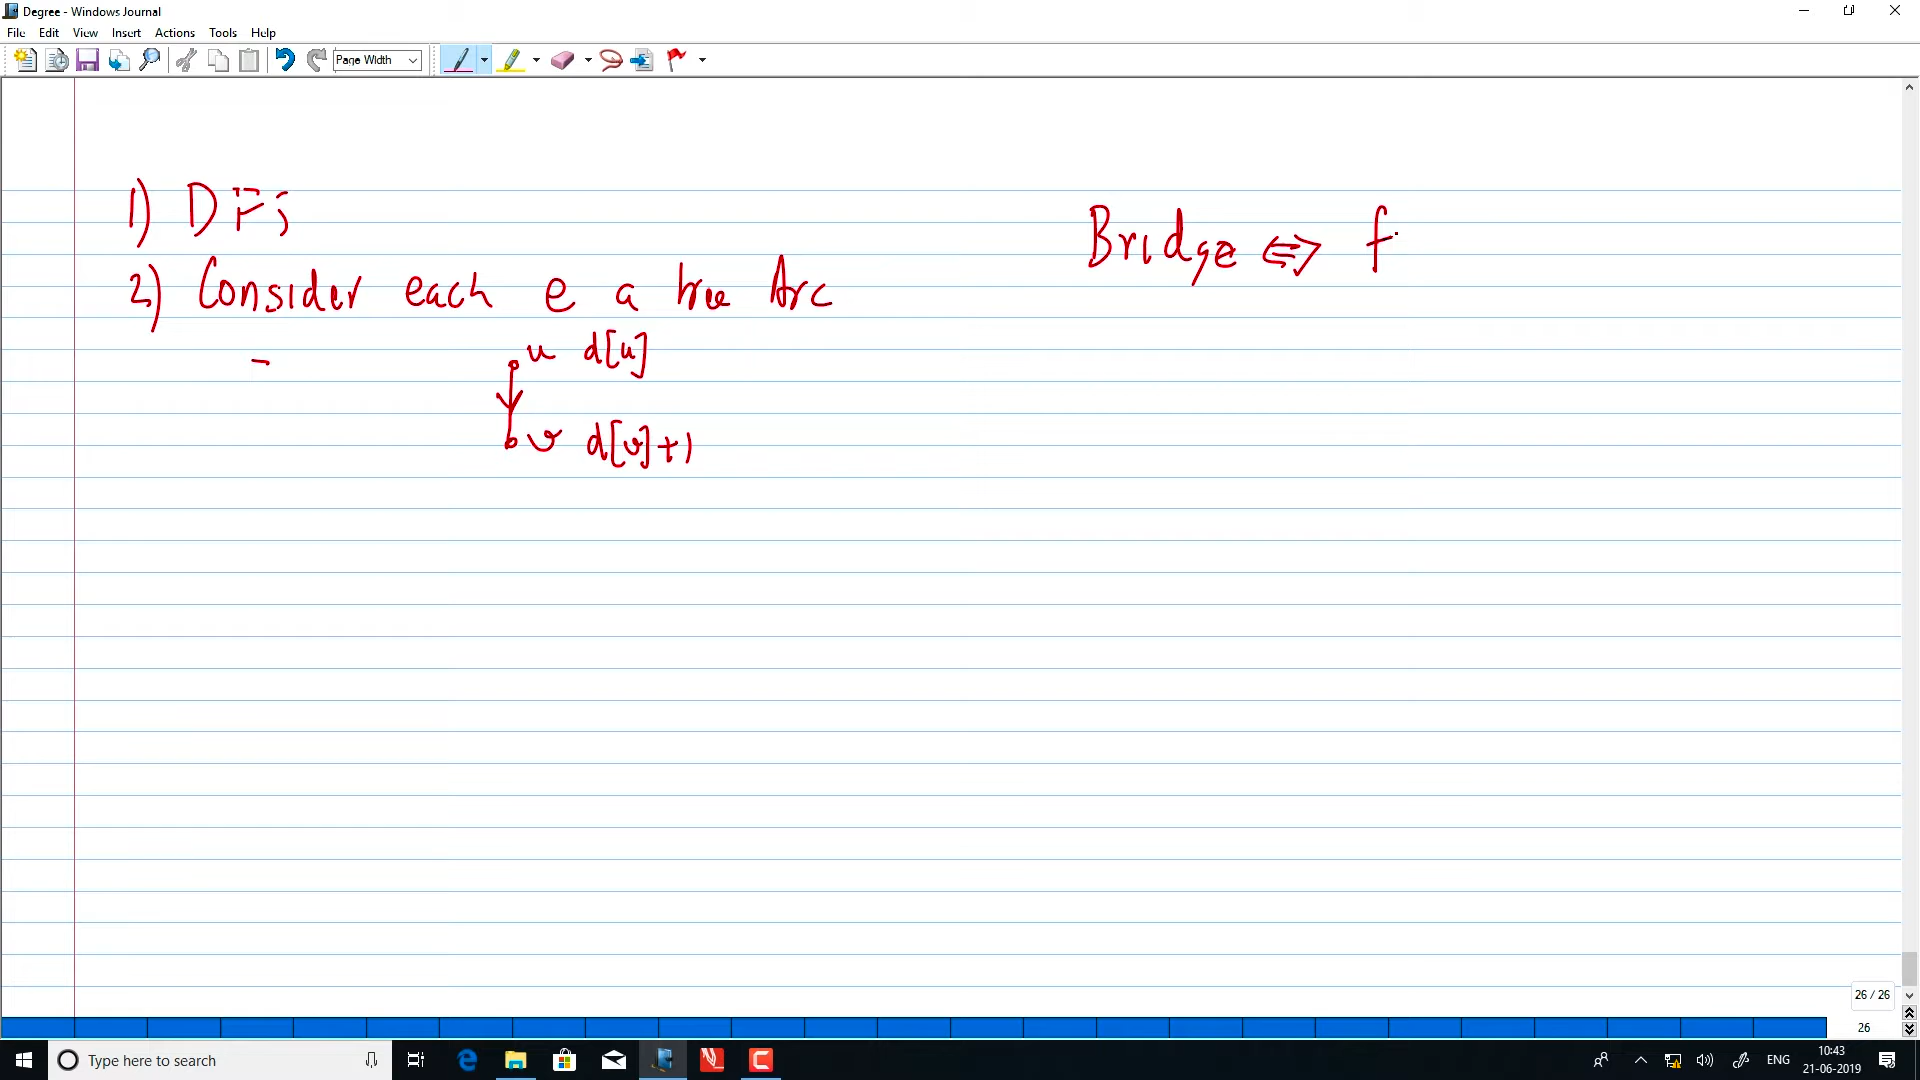 Degree - Windows Journal
File Edit View Insert Actions Tools Help
Page Width
1) DFS
2) Consider each e a tree Arc
u d[u]
v d[v]+1
Bridge ⇔ f
26 / 26
26
Type here to search
ENG
10:43
21-06-2019